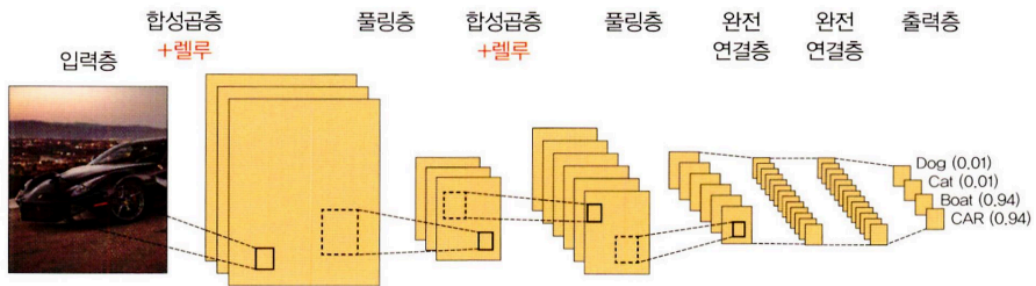 입력층
합성곱층
+렐루
풀링층
합성곱층
+렐루
풀링층
완전
연결층
완전
연결층
출력층
Dog (0.01)
Cat (0.01)
Boat (0.94)
CAR (0.94)